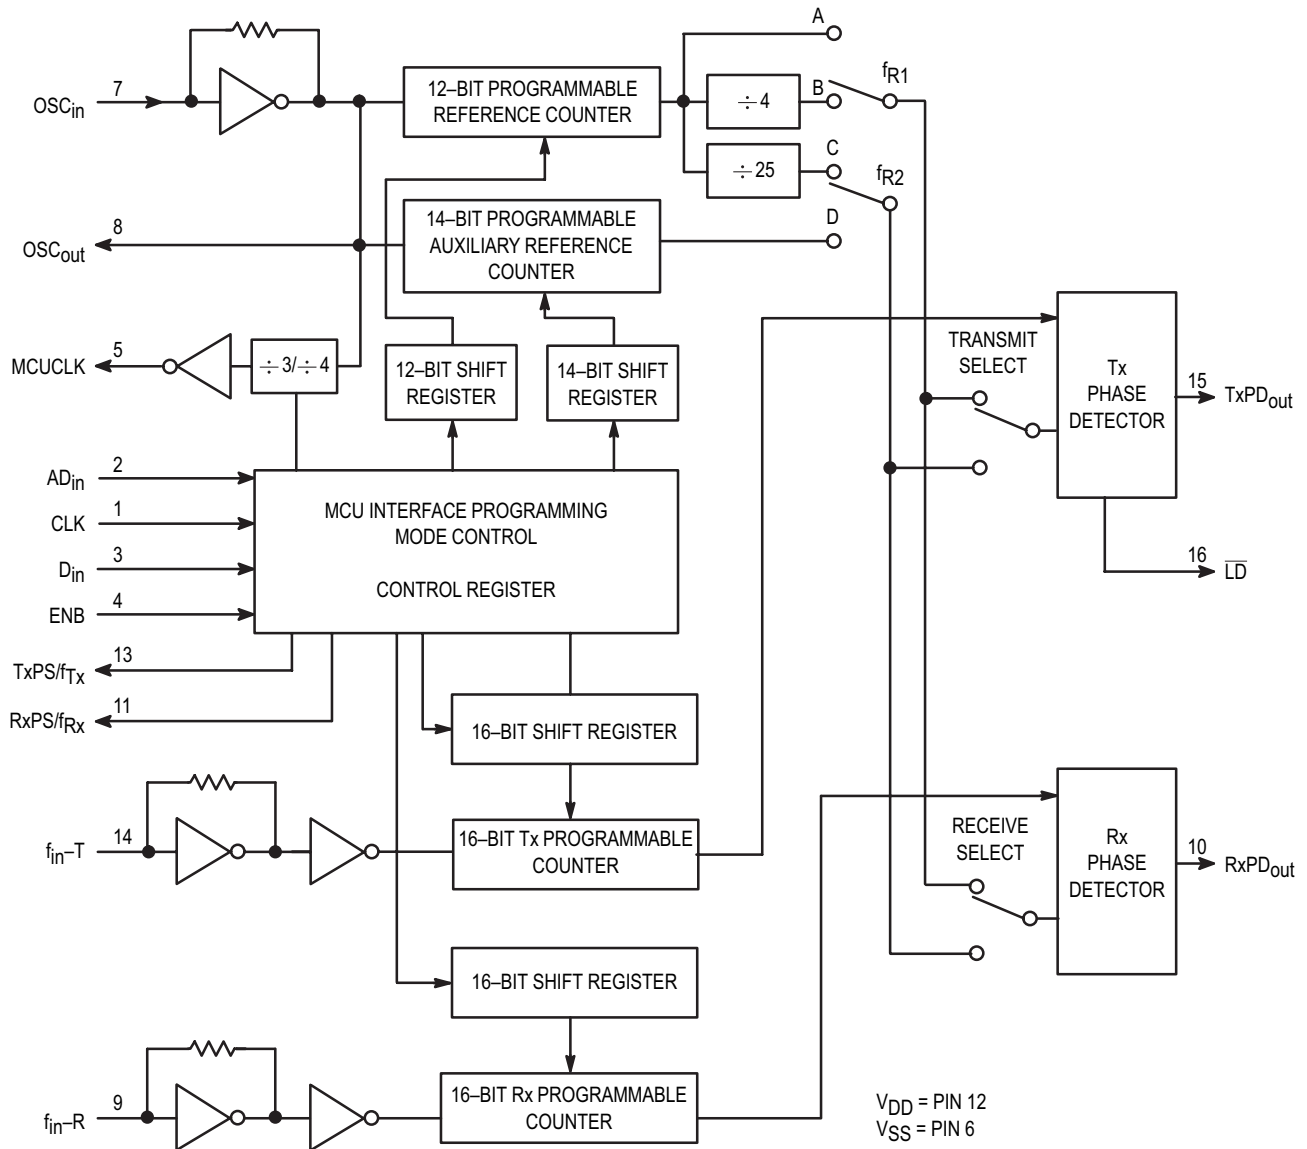 A
7
OSCin
12–BIT PROGRAMMABLE
REFERENCE COUNTER
÷ 4
B
fR1
÷ 25
C
fR2
D
8
OSCout
14–BIT PROGRAMMABLE
AUXILIARY REFERENCE
COUNTER
5
MCUCLK
÷ 3/÷ 4
12–BIT SHIFT
REGISTER
14–BIT SHIFT
REGISTER
TRANSMIT
SELECT
Tx
PHASE
DETECTOR
15
TxPDout
16
LD
2
ADin
1
CLK
3
Din
4
ENB
MCU INTERFACE PROGRAMMING
MODE CONTROL
CONTROL REGISTER
13
TxPS/fTx
11
RxPS/fRx
16–BIT SHIFT REGISTER
14
fin–T
16–BIT Tx PROGRAMMABLE
COUNTER
RECEIVE
SELECT
Rx
PHASE
DETECTOR
10
RxPDout
16–BIT SHIFT REGISTER
9
fin–R
16–BIT Rx PROGRAMMABLE
COUNTER
VDD = PIN 12
VSS = PIN 6